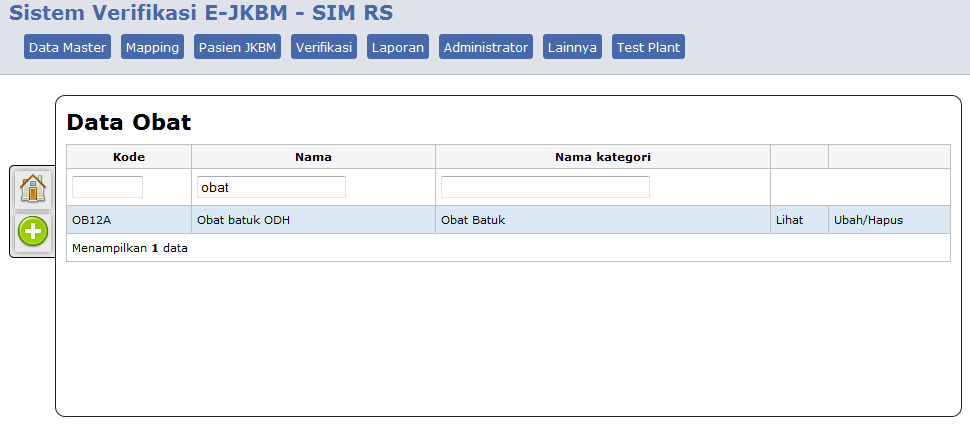 Sistem Verifikasi E-JKBM - SIM RS
Data Master Mapping Pasien JKBM Verifikasi Laporan Administrator Lainnya Test Plant
Data Obat
Kode Nama Nama kategori
obat
OB12A Obat batuk ODH Obat Batuk Lihat Ubah/Hapus
Menampilkan 1 data